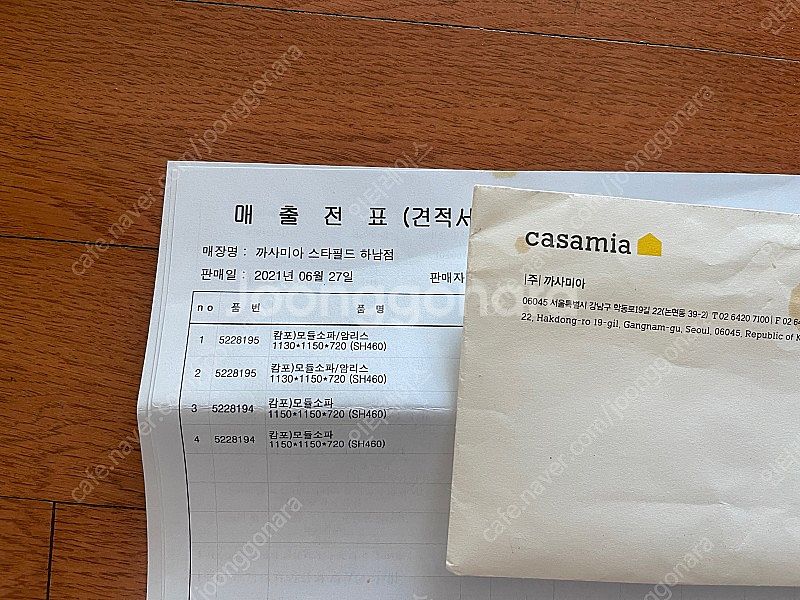 매 출 전 표 (견적서
매장명 : 까사미아 스타필드 하남점
판매일 : 2021년 06월 27일 판매자
no 품 번 품 명
1 5228195 캄포)모듈소파/암리스
1130*1150*720 (SH460)
2 5228195 캄포)모듈소파/암리스
1130*1150*720 (SH460)
3 5228194 캄포)모듈소파
1150*1150*720 (SH460)
4 5228194 캄포)모듈소파
1150*1150*720 (SH460)
casamia
(주) 까사미아
06045 서울특별시 강남구 학동로19길 22(논현동 39-2) T 02 6420 7100 | F 02 64
22, Hakdong-ro 19-gil, Gangnam-gu, Seoul, 06045, Republic of K
joonggonara
cafe.naver.com/joonggonara